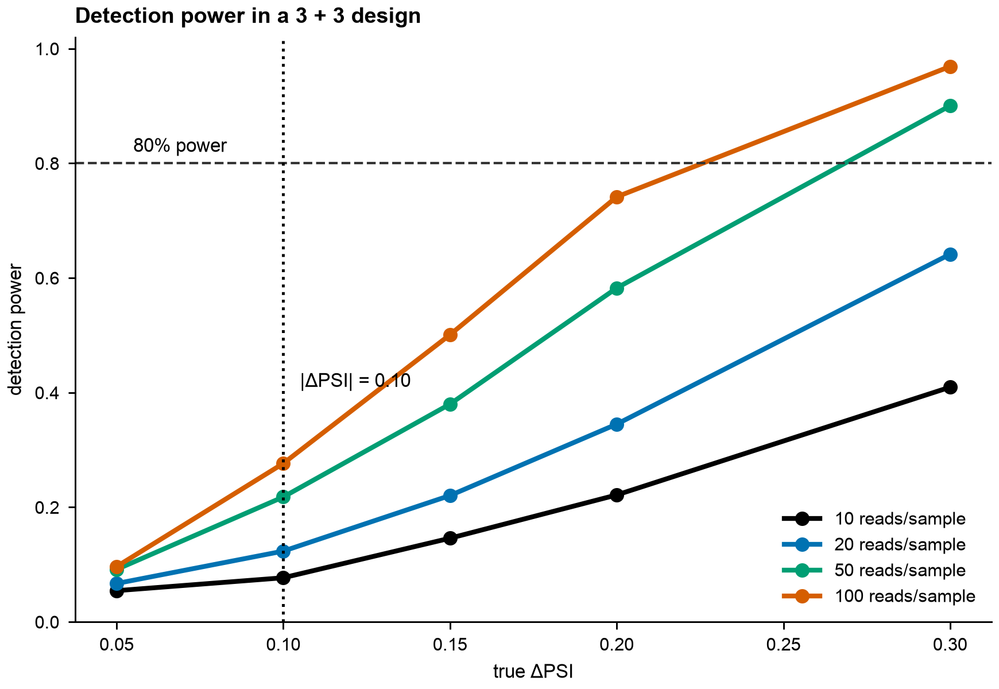 Detection power in a 3 + 3 design
1.0
0.8
0.6
0.4
0.2
0.0
detection power
80% power
|ΔPSI| = 0.10
10 reads/sample
20 reads/sample
50 reads/sample
100 reads/sample
0.05 0.10 0.15 0.20 0.25 0.30
true ΔPSI